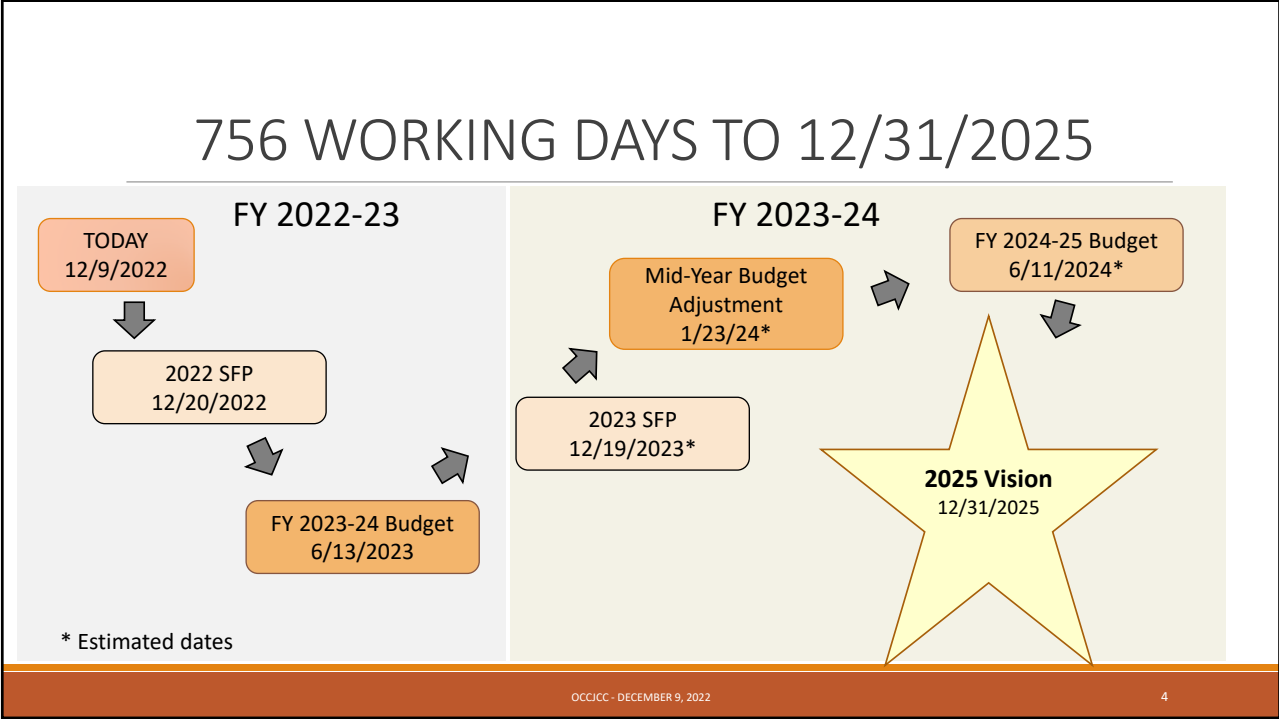 756 WORKING DAYS TO 12/31/2025
FY 2022-23
TODAY
12/9/2022
2022 SFP
12/20/2022
FY 2023-24 Budget
6/13/2023
* Estimated dates
FY 2023-24
2023 SFP
12/19/2023*
Mid-Year Budget
Adjustment
1/23/24*
FY 2024-25 Budget
6/11/2024*
2025 Vision
12/31/2025
OCCJCC - DECEMBER 9, 2022
4